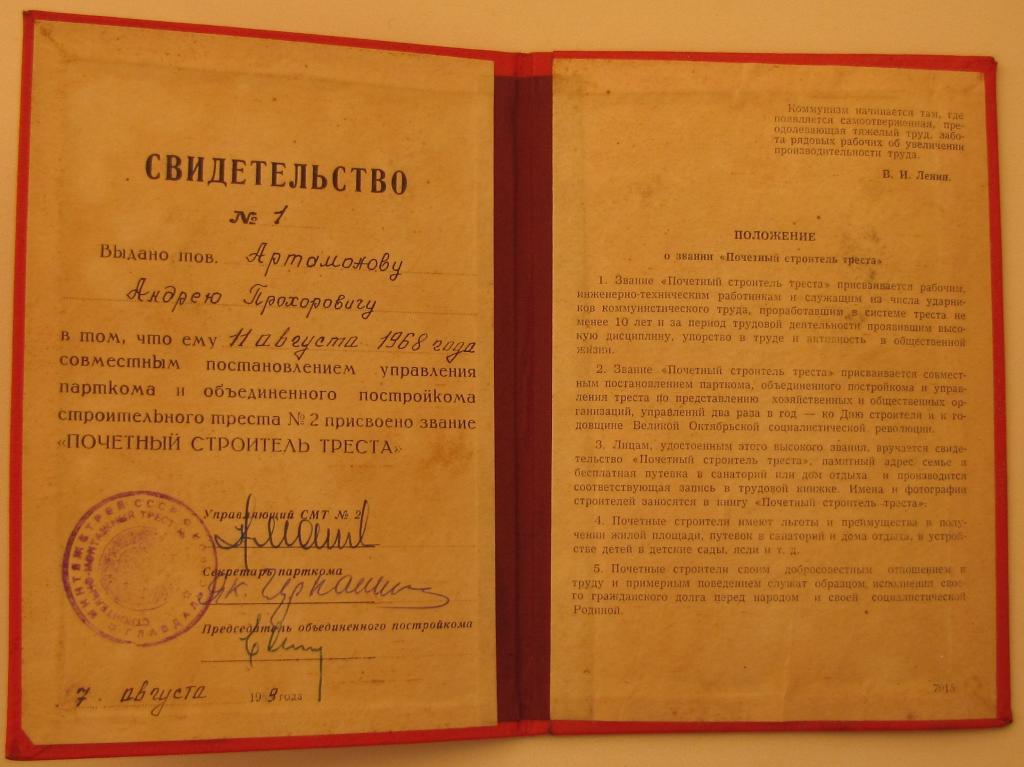 СВИДЕТЕЛЬСТВО
№ 1
Выдано тов. Артамонову
Андрею Прохоровичу
в том, что ему 11 августа 1968 года
совместным постановлением управления
парткома и объединенного постройкома
строительного треста № 2 присвоено звание
«ПОЧЕТНЫЙ СТРОИТЕЛЬ ТРЕСТА»
Управляющий СМТ № 2
Секретарь парткома
Председатель объединенного постройкома
7 августа 1969 года
Коммунизм начинается там, где
появляется самоотверженная, пре-
одолевающая тяжелый труд, забо-
та рядовых рабочих об увеличении
производительности труда.
В. И. Ленин.
ПОЛОЖЕНИЕ
о звании «Почетный строитель треста»
1. Звание «Почетный строитель треста» присваивается рабочим,
инженерно-техническим работникам и служащим из числа ударни-
ков коммунистического труда, проработавшим в системе треста не
менее 10 лет и за период трудовой деятельности проявившим высо-
кую дисциплину, упорство в труде и активность в общественной
жизни.
2. Звание «Почетный строитель треста» присваивается совмест-
ным постановлением парткома, объединенного постройкома и управ-
ления треста по представлению хозяйственных и общественных ор-
ганизаций, управлений два раза в год — ко Дню строителя и к го-
довщине Великой Октябрьской социалистической революции.
3. Лицам, удостоенным этого высокого звания, вручается свиде-
тельство «Почетный строитель треста», памятный адрес семье и
бесплатная путевка в санаторий или дом отдыха и производится
соответствующая запись в трудовой книжке. Имена и фотографии
строителей заносятся в книгу «Почетный строитель треста».
4. Почетные строители имеют льготы и преимущества в полу-
чении жилой площади, путевок в санаторий и дома отдыха, в устрой-
стве детей в детские сады, ясли и т. д.
5. Почетные строители своим добросовестным отношением к
труду и примерным поведением служат образцом исполнения свое-
го гражданского долга перед народом и своей социалистической
Родиной.
7915